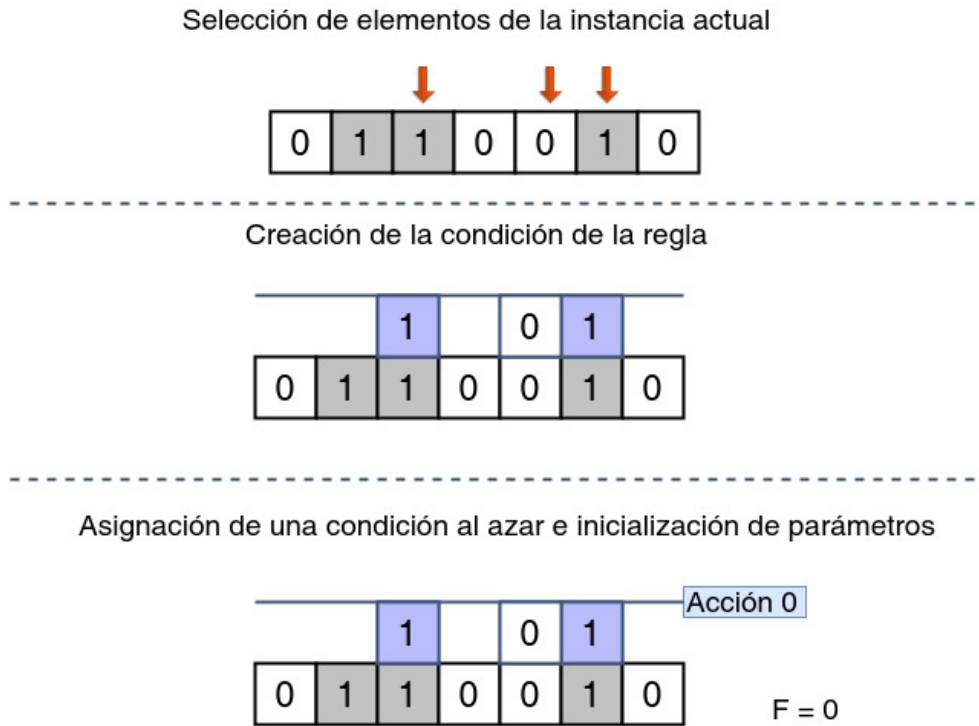 Selección de elementos de la instancia actual
0 1 1 0 0 1 0
Creación de la condición de la regla
1 0 1
0 1 1 0 0 1 0
Asignación de una condición al azar e inicialización de parámetros
Acción 0
1 0 1
0 1 1 0 0 1 0
F = 0